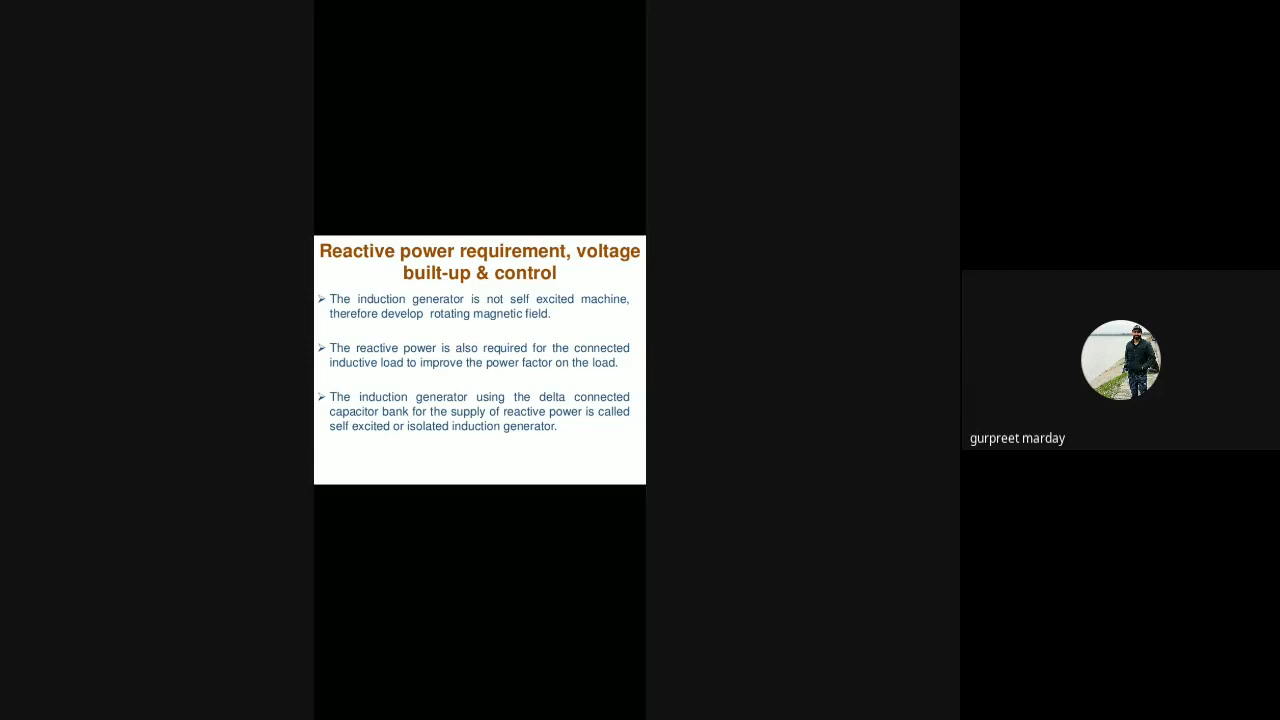 Reactive power requirement, voltage
built-up & control
➢ The induction generator is not self excited machine,
therefore develop rotating magnetic field.
➢ The reactive power is also required for the connected
inductive load to improve the power factor on the load.
➢ The induction generator using the delta connected
capacitor bank for the supply of reactive power is called
self excited or isolated induction generator.
gurpreet marday